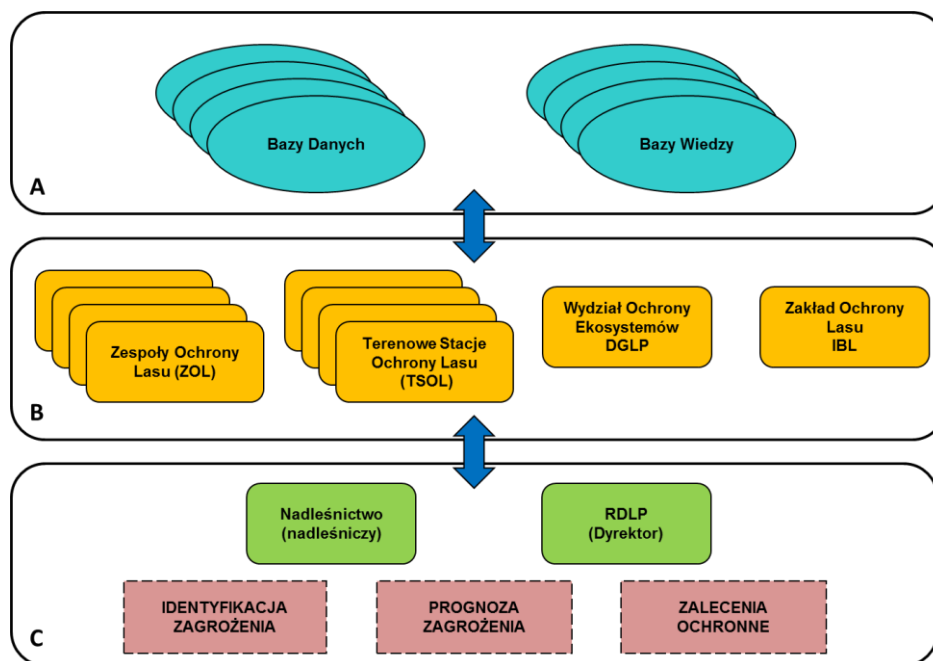 Bazy Danych
Bazy Wiedzy
A
Zespoły Ochrony
Lasu (ZOL)
Terenowe Stacje
Ochrony Lasu
(TSOL)
Wydział Ochrony
Ekosystemów
DGLP
Zakład Ochrony
Lasu
IBL
B
Nadleśnictwo
(nadleśniczy)
RDLP
(Dyrektor)
IDENTYFIKACJA
ZAGROŻENIA
PROGNOZA
ZAGROŻENIA
ZALECENIA
OCHRONNE
C